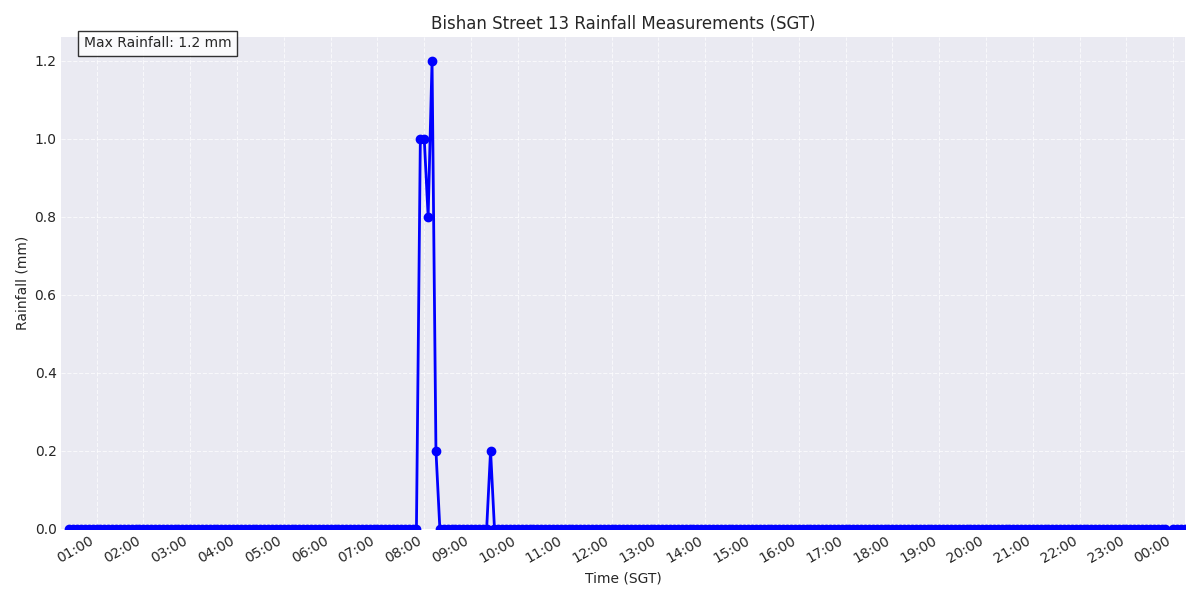 Bishan Street 13 Rainfall Measurements (SGT)
Max Rainfall: 1.2 mm
1.2
1.0
0.8
0.6
0.4
0.2
0.0
Rainfall (mm)
01:00 02:00 03:00 04:00 05:00 06:00 07:00 08:00 09:00 10:00 11:00 12:00 13:00 14:00 15:00 16:00 17:00 18:00 19:00 20:00 21:00 22:00 23:00 00:00
Time (SGT)